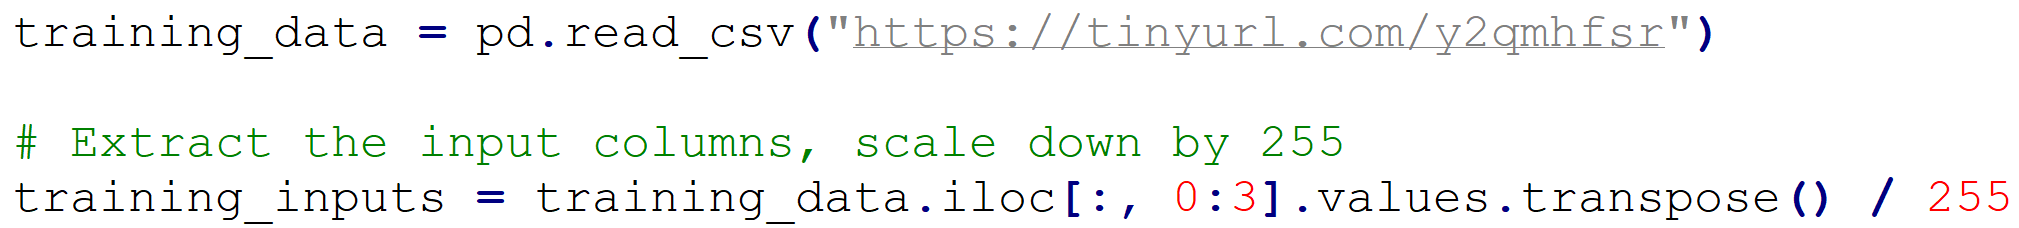 training_data = pd.read_csv("https://tinyurl.com/y2qmhfsr")
# Extract the input columns, scale down by 255
training_inputs = training_data.iloc[:, 0:3].values.transpose() / 255